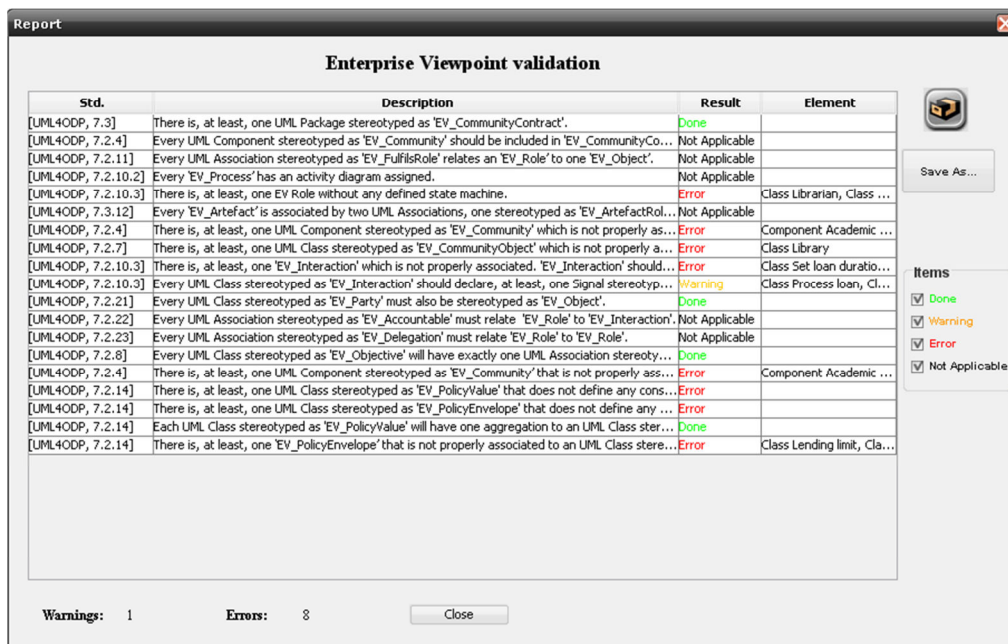 Report
Enterprise Viewpoint validation
Std. Description Result Element
[UML4ODP, 7.3] There is, at least, one UML Package stereotyped as 'EV_CommunityContract'. Done
[UML4ODP, 7.2.4] Every UML Component stereotyped as 'EV_Community' should be included in 'EV_CommunityCo... Not Applicable
[UML4ODP, 7.2.11] Every UML Association stereotyped as 'EV_FulfilsRole' relates an 'EV_Role' to one 'EV_Object'. Not Applicable
[UML4ODP, 7.2.10.2] Every 'EV_Process' has an activity diagram assigned. Not Applicable
[UML4ODP, 7.2.10.3] There is, at least, one EV Role without any defined state machine. Error Class Librarian, Class ...
[UML4ODP, 7.3.12] Every 'EV_Artefact' is associated by two UML Associations, one stereotyped as 'EV_ArtefactRol... Not Applicable
[UML4ODP, 7.2.4] There is, at least, one UML Component stereotyped as 'EV_Community' which is not properly as... Error Component Academic ...
[UML4ODP, 7.2.7] There is, at least, one UML Class stereotyped as 'EV_CommunityObject' which is not properly a... Error Class Library
[UML4ODP, 7.2.10.3] There is, at least, one 'EV_Interaction' which is not properly associated. 'EV_Interaction' should... Error Class Set loan duratio...
[UML4ODP, 7.2.10.3] Every UML Class stereotyped as 'EV_Interaction' should declare, at least, one Signal stereotyp... Warning Class Process loan, Cl...
[UML4ODP, 7.2.21] Every UML Class stereotyped as 'EV_Party' must also be stereotyped as 'EV_Object'. Done
[UML4ODP, 7.2.22] Every UML Association stereotyped as 'EV_Accountable' must relate 'EV_Role' to 'EV_Interaction'. Not Applicable
[UML4ODP, 7.2.23] Every UML Association stereotyped as 'EV_Delegation' must relate 'EV_Role' to 'EV_Role'. Not Applicable
[UML4ODP, 7.2.8] Every UML Class stereotyped as 'EV_Objective' will have exactly one UML Association stereoty... Done
[UML4ODP, 7.2.4] There is, at least, one UML Component stereotyped as 'EV_Community' that is not properly ass... Error Component Academic ...
[UML4ODP, 7.2.14] There is, at least, one UML Class stereotyped as 'EV_PolicyValue' that does not define any cons... Error
[UML4ODP, 7.2.14] There is, at least, one UML Class stereotyped as 'EV_PolicyEnvelope' that does not define any ... Error
[UML4ODP, 7.2.14] Each UML Class stereotyped as 'EV_PolicyValue' will have one aggregation to an UML Class ster... Done
[UML4ODP, 7.2.14] There is, at least, one 'EV_PolicyEnvelope' that is not properly associated to an UML Class stere... Error Class Lending limit, Cla...
Save As...
Items
Done
Warning
Error
Not Applicable
Warnings: 1 Errors: 8 Close